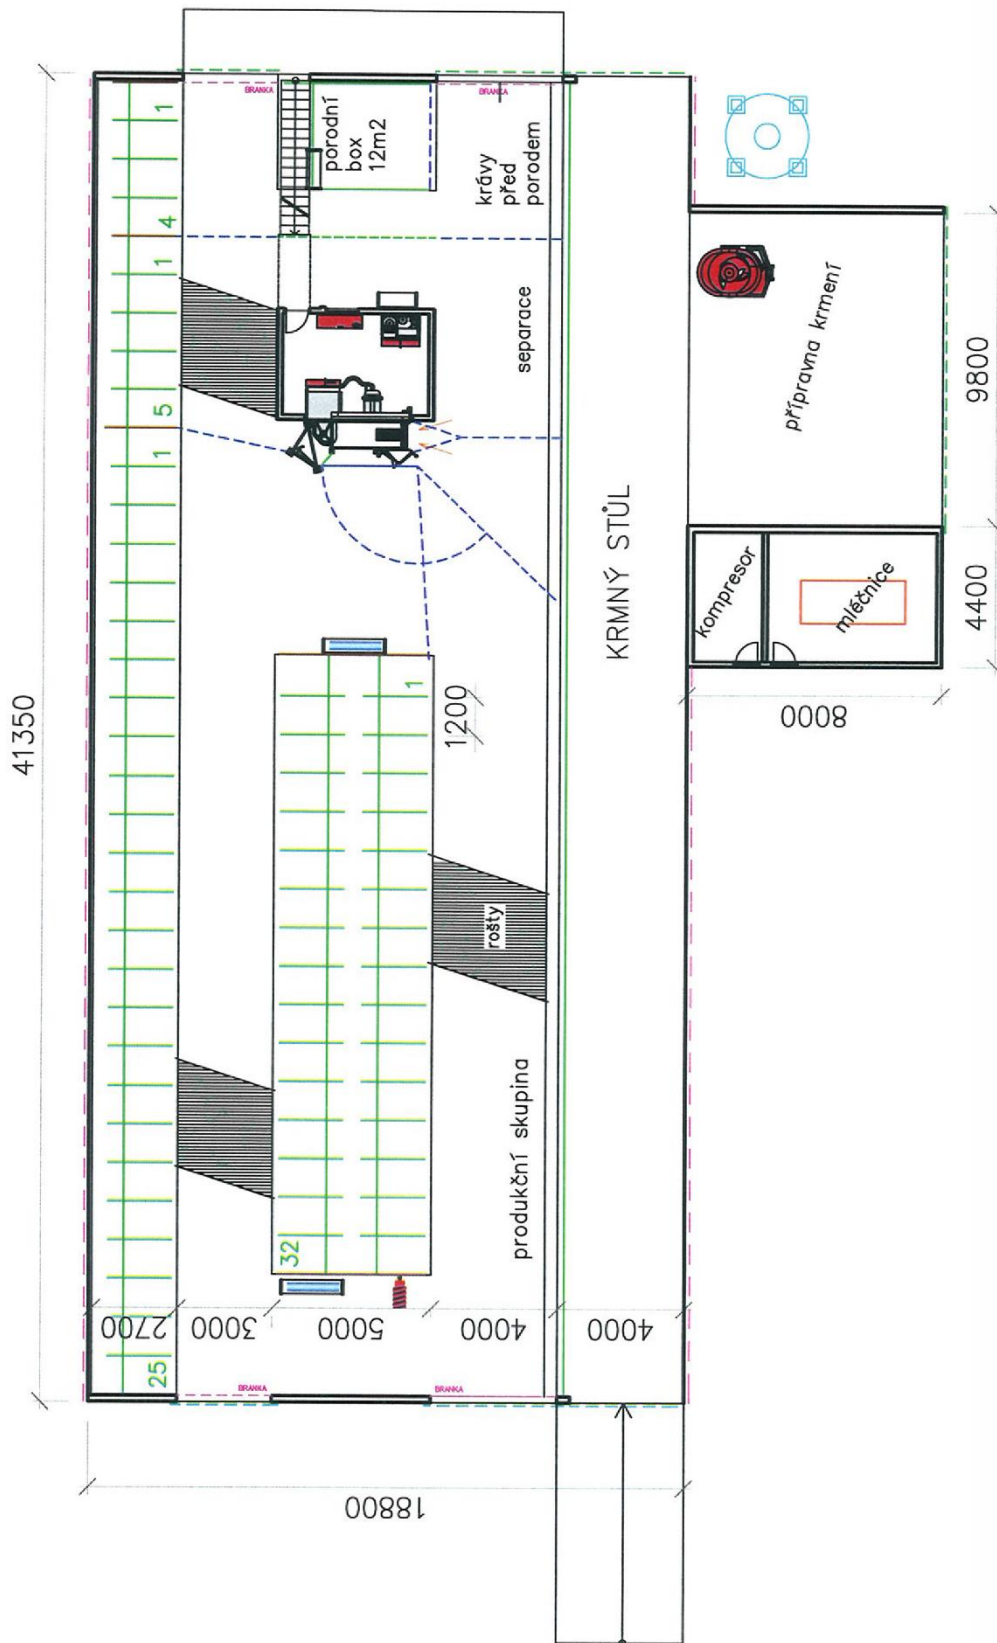 41350
1
4
1
5
1
25
BRANKA
BRANKA
porodní
box
12m2
krávy
před
porodem
separace
1
32
1200
rošty
produkční skupina
BRANKA
BRANKA
2700
3000
5000
4000
4000
18800
KRMNÝ STŮL
přípravna krmení
kompresor
mléčnice
9800
4400
8000